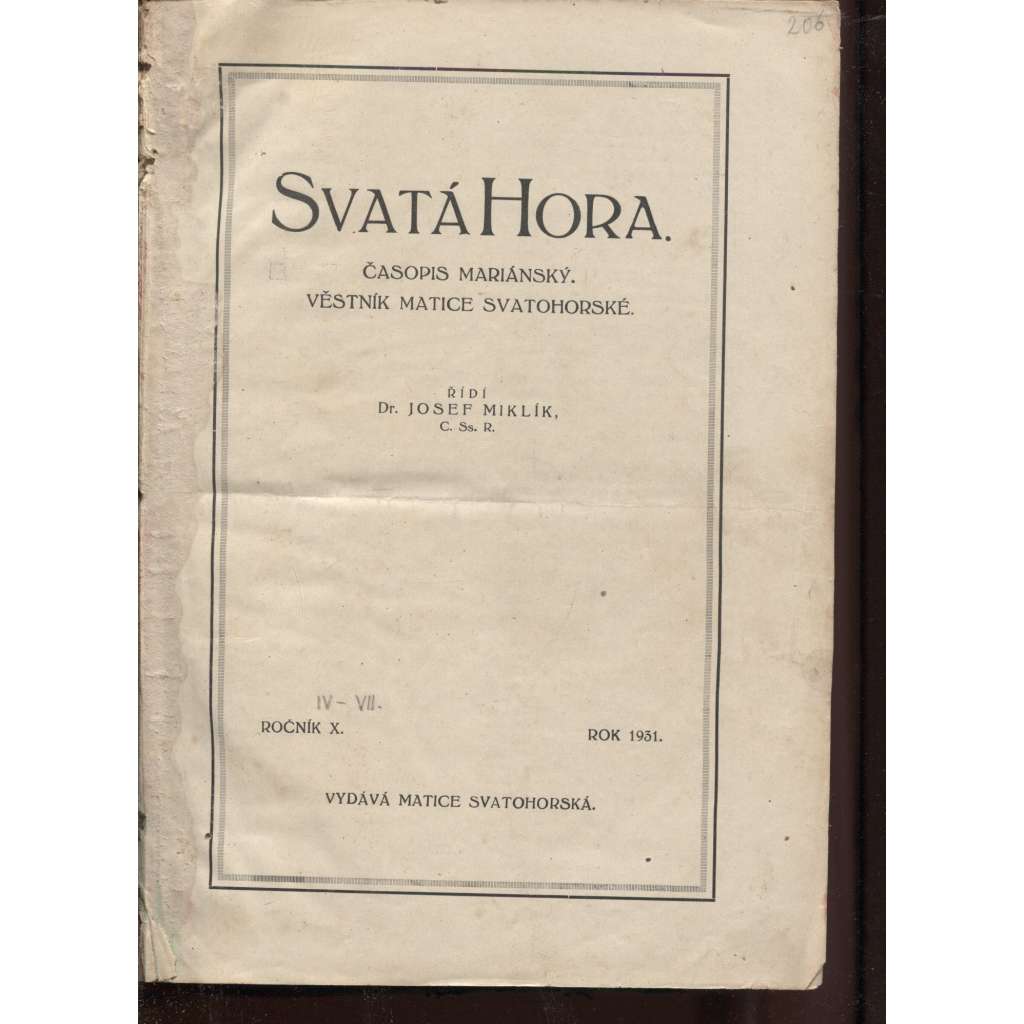 206
SVATÁ HORA.
ČASOPIS MARIÁNSKÝ.
VĚSTNÍK MATICE SVATOHORSKÉ.
ŘÍDÍ
Dr. JOSEF MIKLÍK,
C. Ss. R.
IV – VII.
ROČNÍK X.
ROK 1931.
VYDÁVÁ MATICE SVATOHORSKÁ.